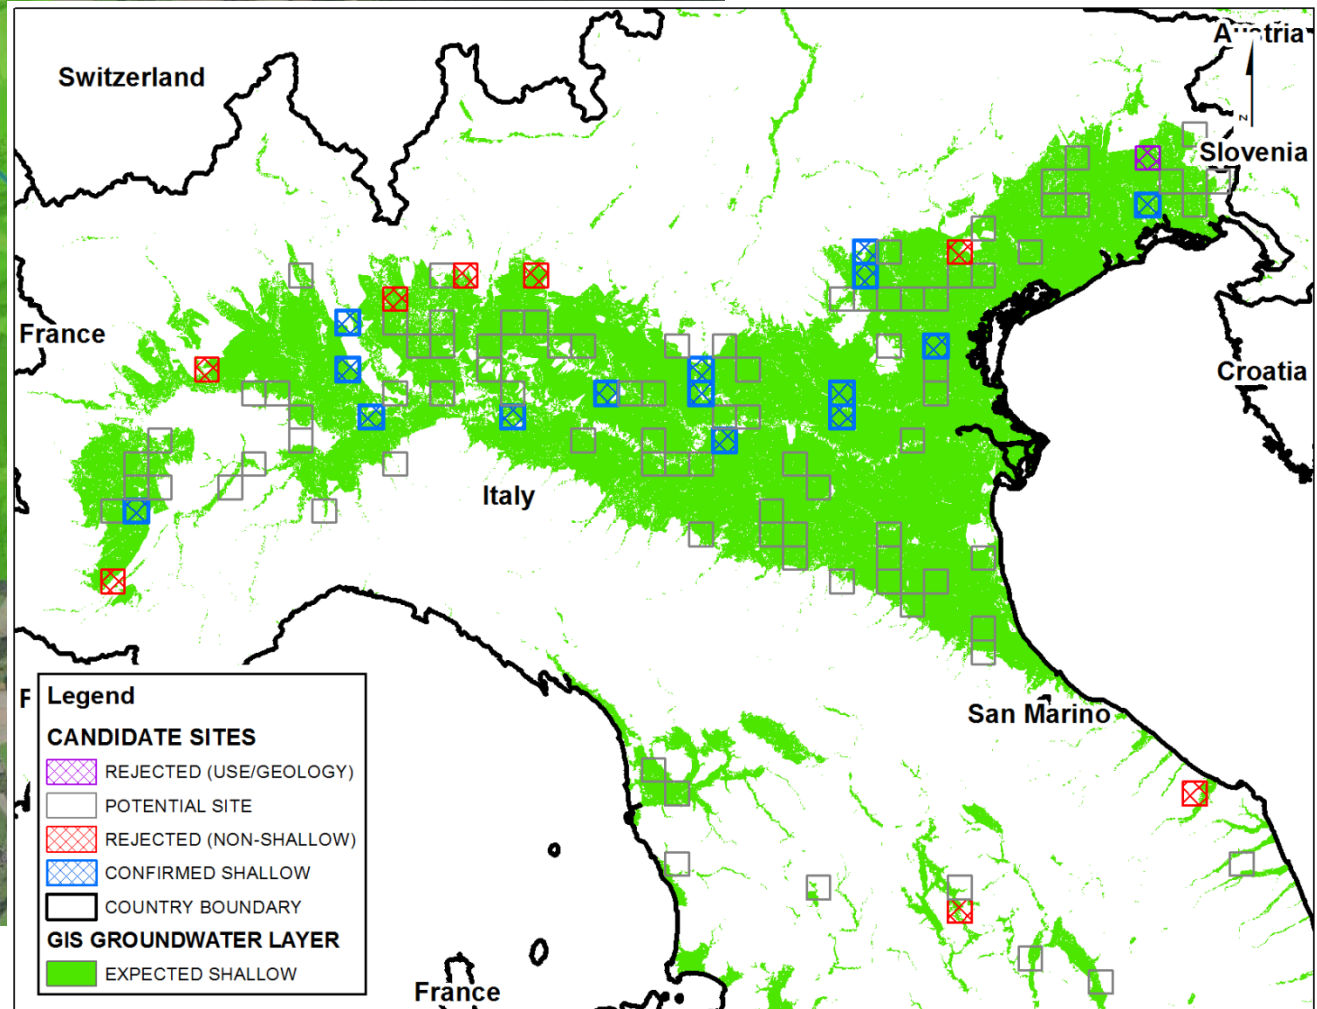 Austria
Switzerland
N
Slovenia
France
Croatia
Italy
San Marino
F
Legend
CANDIDATE SITES
REJECTED (USE/GEOLOGY)
POTENTIAL SITE
REJECTED (NON-SHALLOW)
CONFIRMED SHALLOW
COUNTRY BOUNDARY
GIS GROUNDWATER LAYER
EXPECTED SHALLOW
France